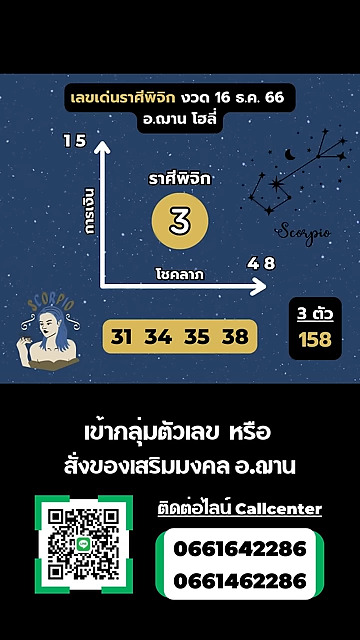 เลขเด่นราศีพิจิก งวด 16 ธ.ค. 66
อ.ฌาน โฮลี่
1 5
ราศีพิจิก
การเงิน
3
Scorpio
โชคลาภ
4 8
SCORPIO
31 34 35 38
3 ตัว
158
เข้ากลุ่มตัวเลข หรือ
สั่งของเสริมมงคล อ.ฌาน
ติดต่อไลน์ Callcenter
0661642286
0661462286